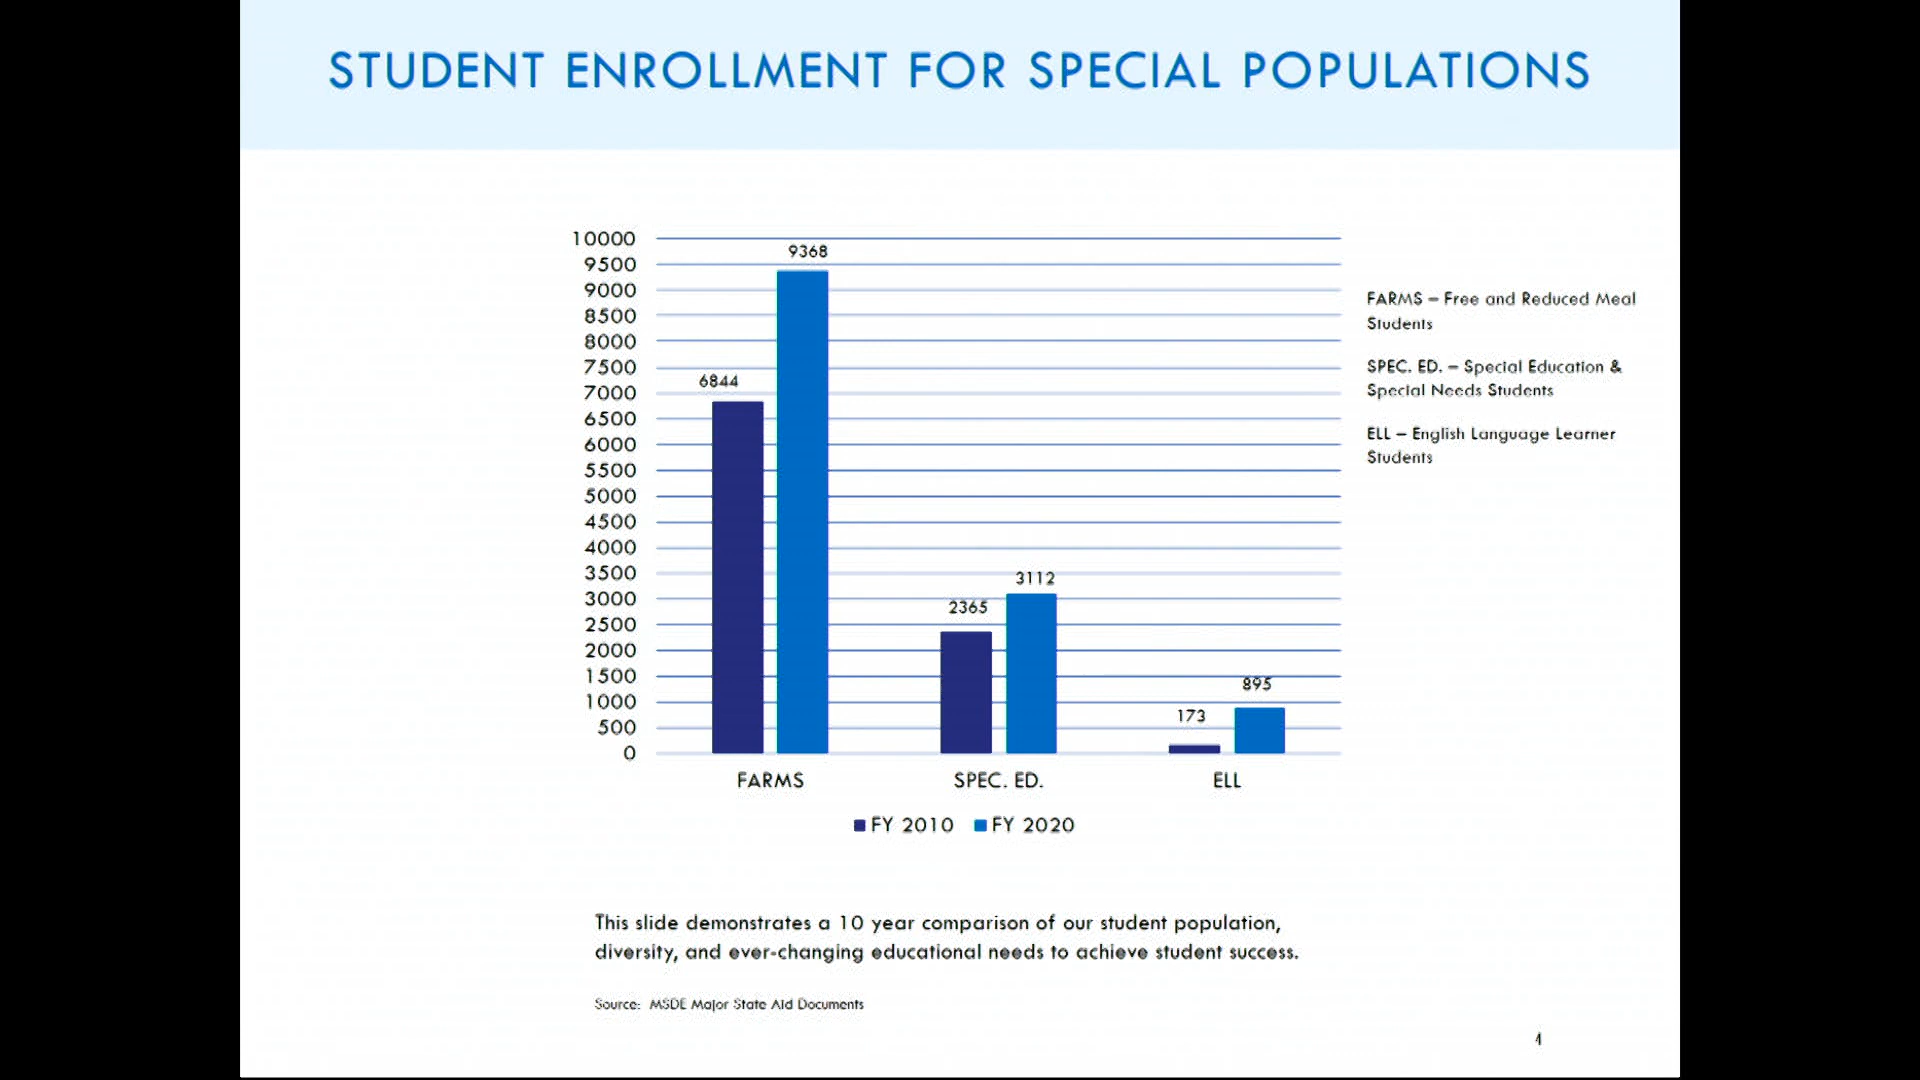 STUDENT ENROLLMENT FOR SPECIAL POPULATIONS
10000
9500
9000
8500
8000
7500
7000
6500
6000
5500
5000
4500
4000
3500
3000
2500
2000
1500
1000
500
0
6844
9368
2365
3112
173
895
FARMS
SPEC. ED.
ELL
FY 2010
FY 2020
FARMS – Free and Reduced Meal
Students
SPEC. ED. – Special Education &
Special Needs Students
ELL – English Language Learner
Students
This slide demonstrates a 10 year comparison of our student population,
diversity, and ever-changing educational needs to achieve student success.
Source: MSDE Major State Aid Documents
4